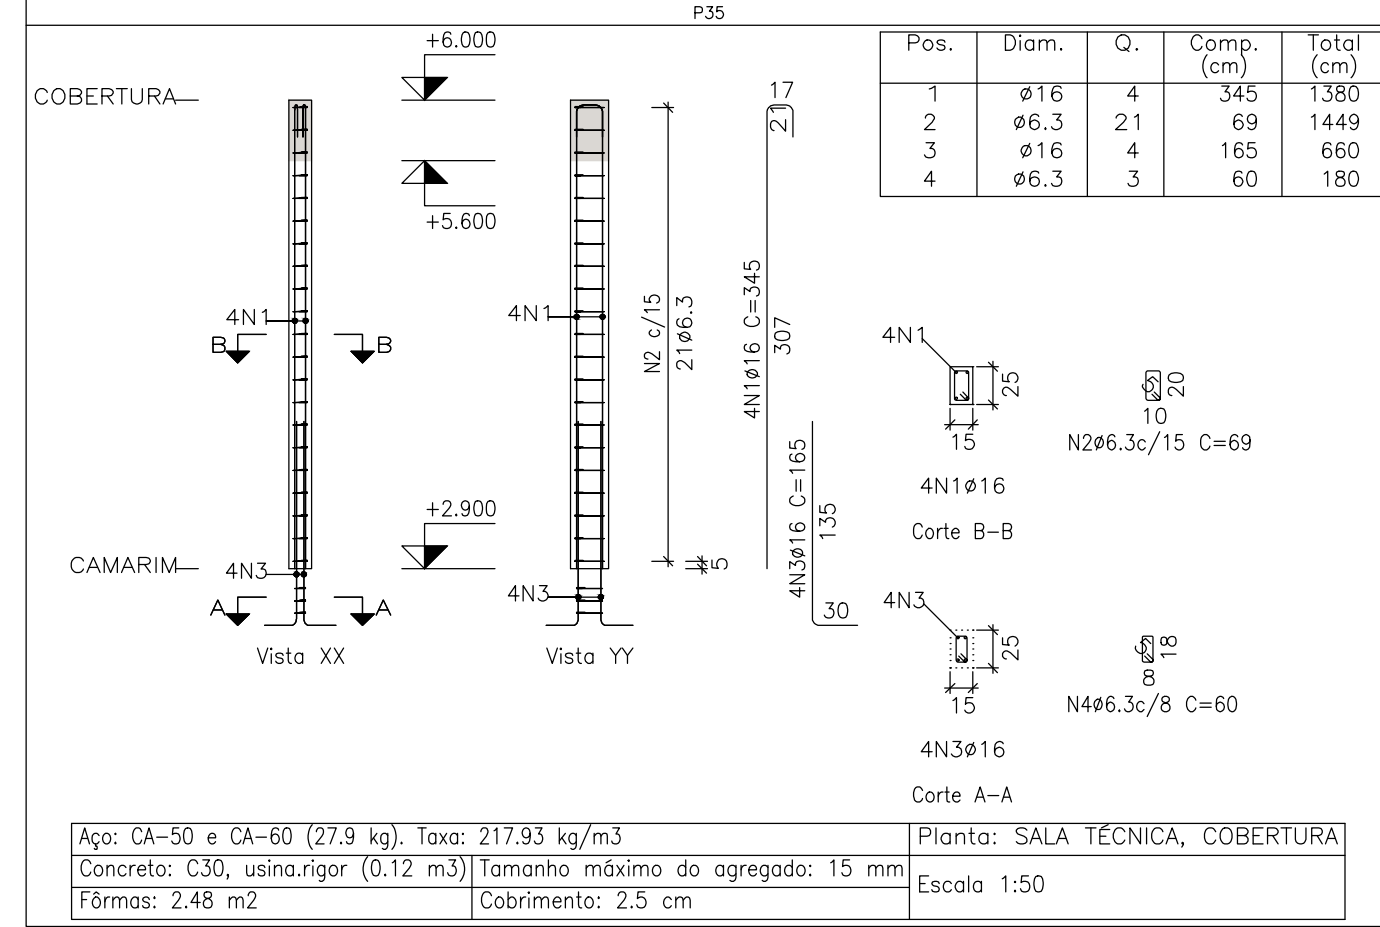 P35
Pos. Diam. Q. Comp. (cm) Total (cm)
1 ø16 4 345 1380
2 ø6.3 21 69 1449
3 ø16 4 165 660
4 ø6.3 3 60 180
+6.000
COBERTURA
+5.600
4N1
B B
+2.900
CAMARIM
4N3
A A
Vista XX
4N1
4N3
Vista YY
N2 c/15
21ø6.3
5
17
21
4N1ø16 C=345
307
4N3ø16 C=165
135
30
4N1
25
15
4N1ø16
Corte B-B
20
10
N2ø6.3c/15 C=69
4N3
25
15
4N3ø16
Corte A-A
18
8
N4ø6.3c/8 C=60
Aço: CA-50 e CA-60 (27.9 kg). Taxa: 217.93 kg/m3
Concreto: C30, usina.rigor (0.12 m3)
Tamanho máximo do agregado: 15 mm
Fôrmas: 2.48 m2
Cobrimento: 2.5 cm
Planta: SALA TÉCNICA, COBERTURA
Escala 1:50